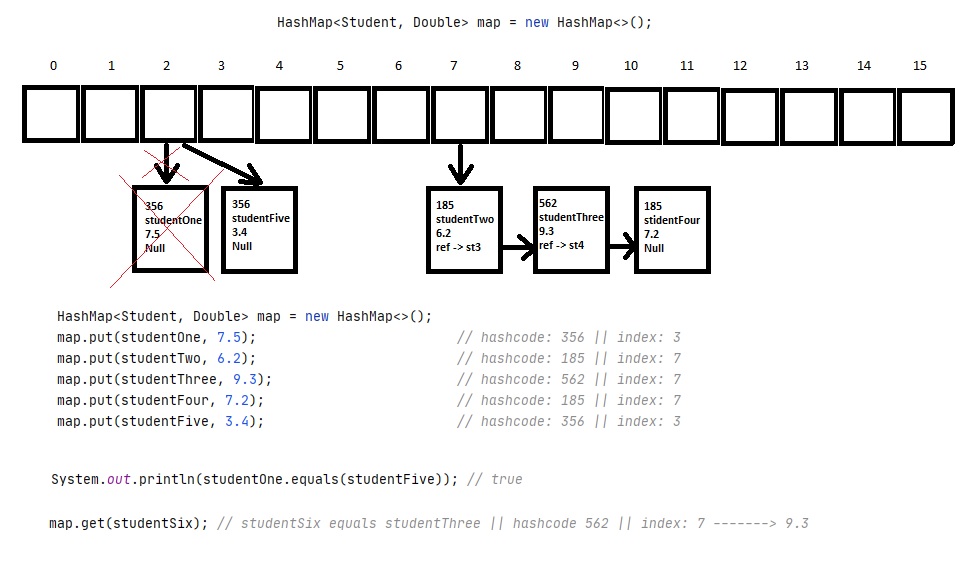 HashMap<Student, Double> map = new HashMap<>();
0 1 2 3 4 5 6 7 8 9 10 11 12 13 14 15
356
studentOne
7.5
Null
356
studentFive
3.4
Null
185
studentTwo
6.2
ref -> st3
562
studentThree
9.3
ref -> st4
185
stidentFour
7.2
Null
HashMap<Student, Double> map = new HashMap<>();
map.put(studentOne, 7.5); // hashcode: 356 || index: 3
map.put(studentTwo, 6.2); // hashcode: 185 || index: 7
map.put(studentThree, 9.3); // hashcode: 562 || index: 7
map.put(studentFour, 7.2); // hashcode: 185 || index: 7
map.put(studentFive, 3.4); // hashcode: 356 || index: 3
System.out.println(studentOne.equals(studentFive)); // true
map.get(studentSix); // studentSix equals studentThree || hashcode 562 || index: 7 -------> 9.3